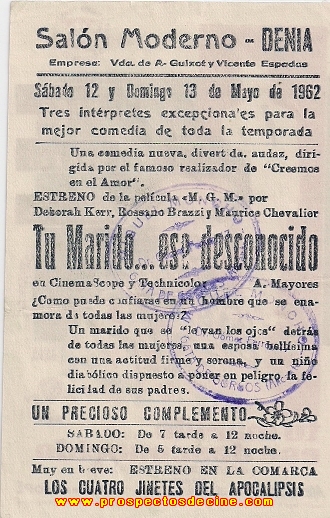 Salón Moderno - DENIA
Empresa: Vda. de A. Guixot y Vicente Espadas
Sábado 12 y Domingo 13 de Mayo de 1962
Tres intérpretes excepcionales para la
mejor comedia de toda la temporada
Una comedia nueva, divertida, audaz, diri-
gida por el famoso realizador de "Creemos
en el Amor".
ESTRENO de la película «M. G. M.» por
Deborah Kerr, Rossano Brazzi y Maurice Chevalier
Tu Marido... ese desconocido
en CinemaScope y Technicolor A. Mayores
¿Como puede confiarse en un hombre que se ena-
mora de todas las mujeres?
Un marido que se "le van los ojos" detrás
de todas las mujeres, una esposa bellísima
con una actitud firme y serena, y un niño
diabólico dispuesto a poner en peligro la fe-
licidad de sus padres.
UN PRECIOSO COMPLEMENTO
SABADO: De 7 tarde a 12 noche.
DOMINGO: De 5 tarde a 12 noche.
Muy en breve: ESTRENO EN LA COMARCA
LOS CUATRO JINETES DEL APOCALIPSIS
www.prospectosdecine.com